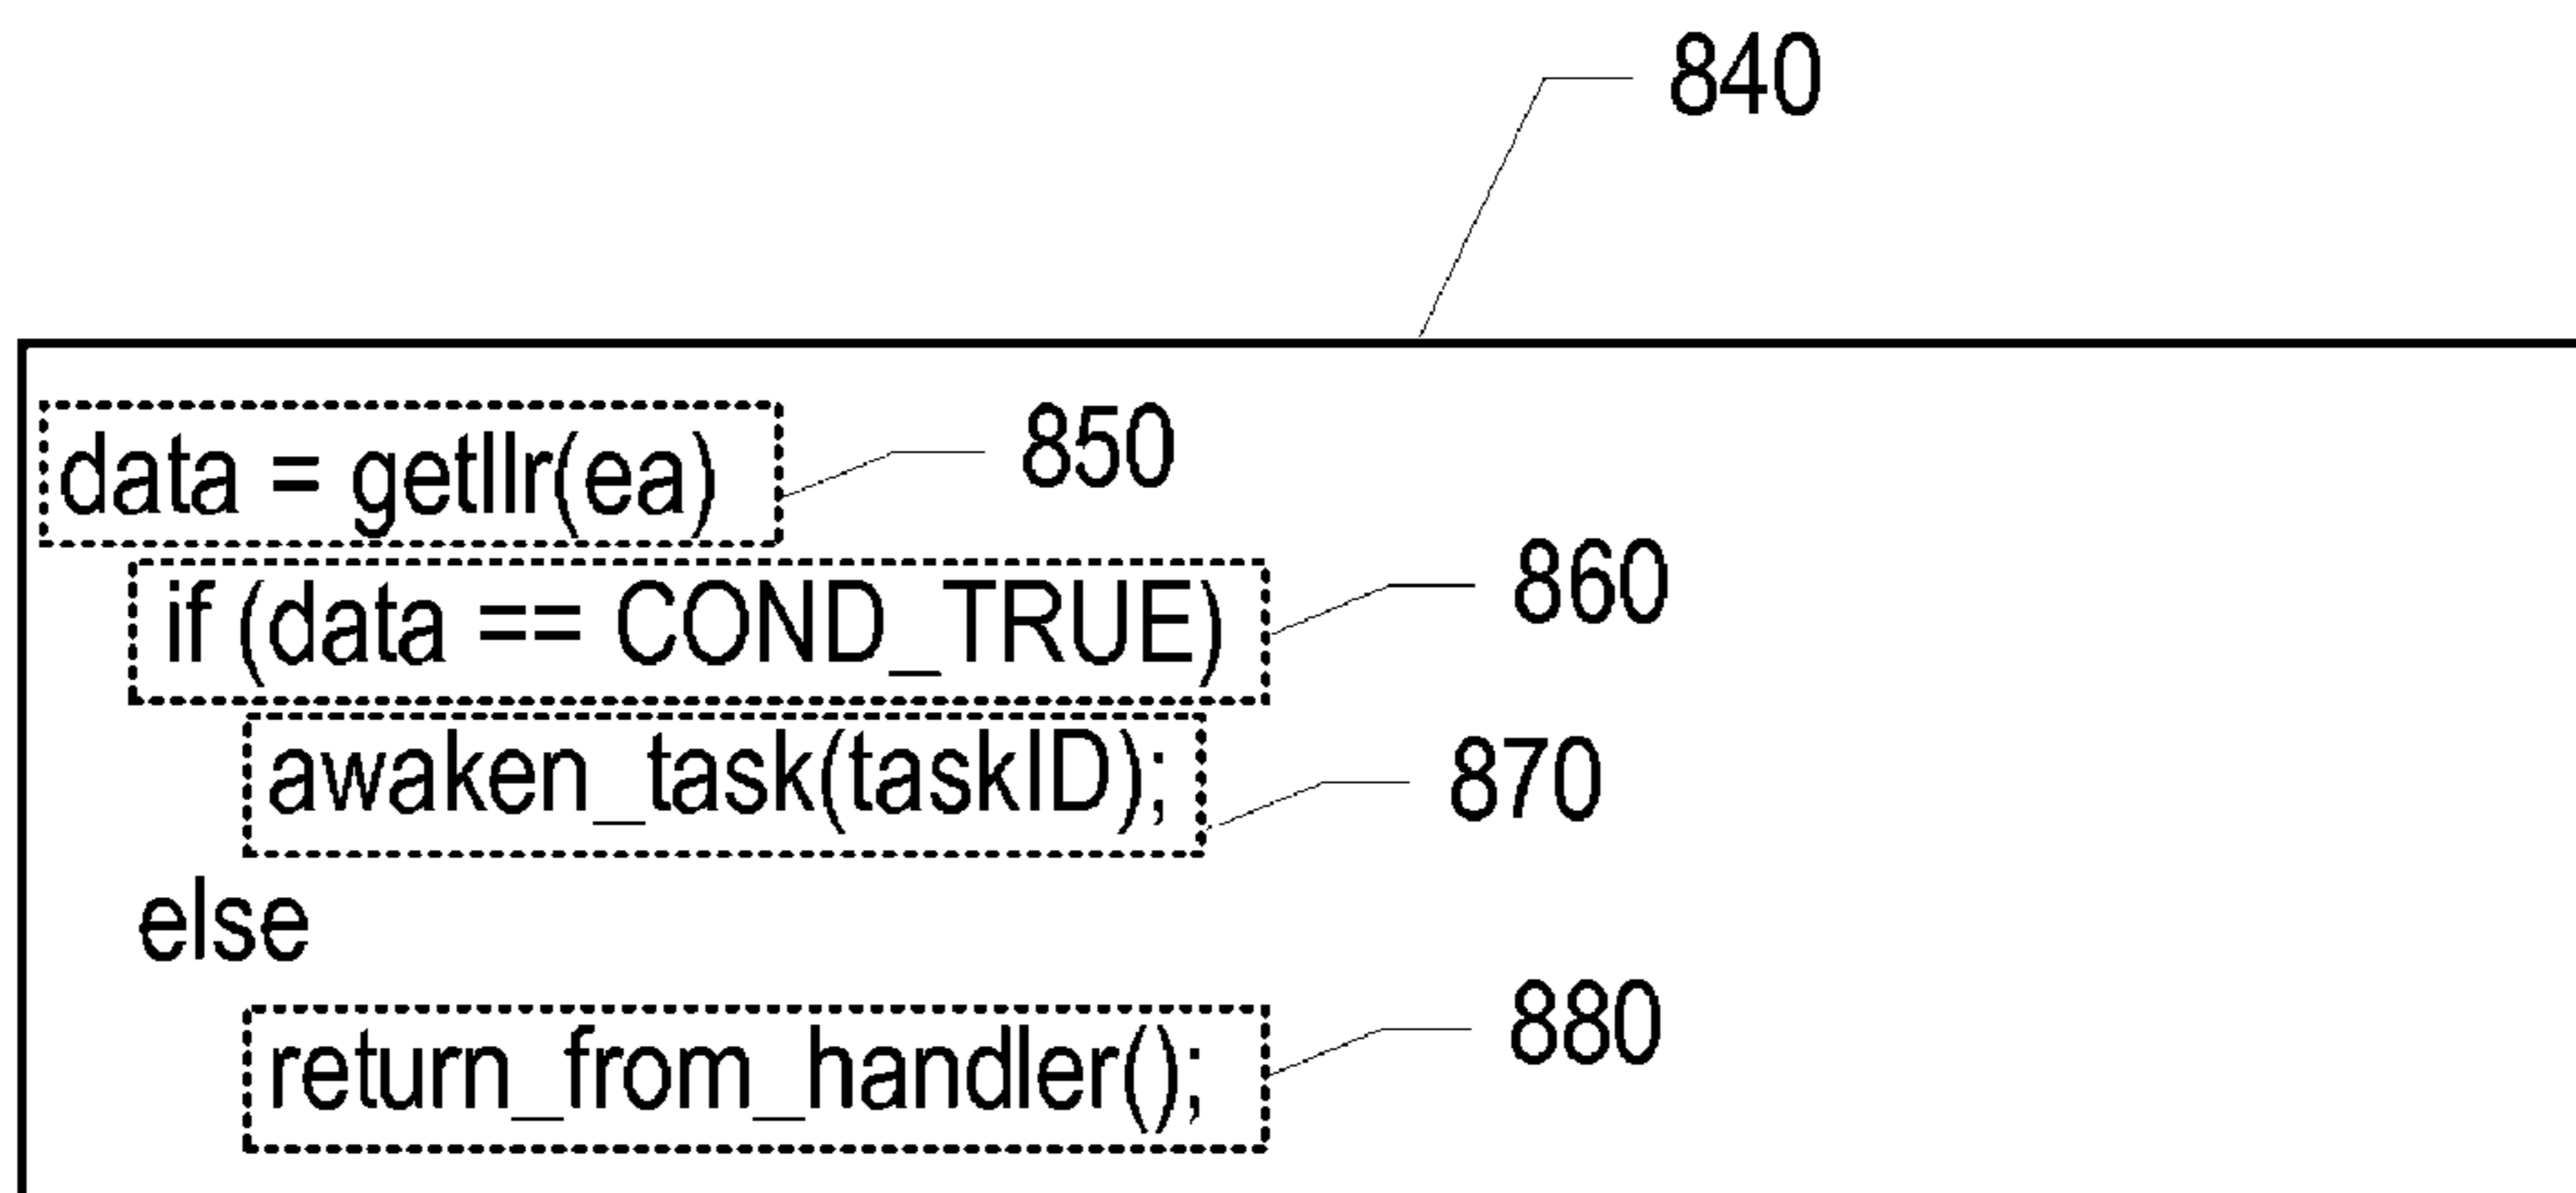 840
data = getllr(ea) 850
if (data == COND_TRUE) 860
awaken_task(taskID); 870
else
return_from_handler(); 880